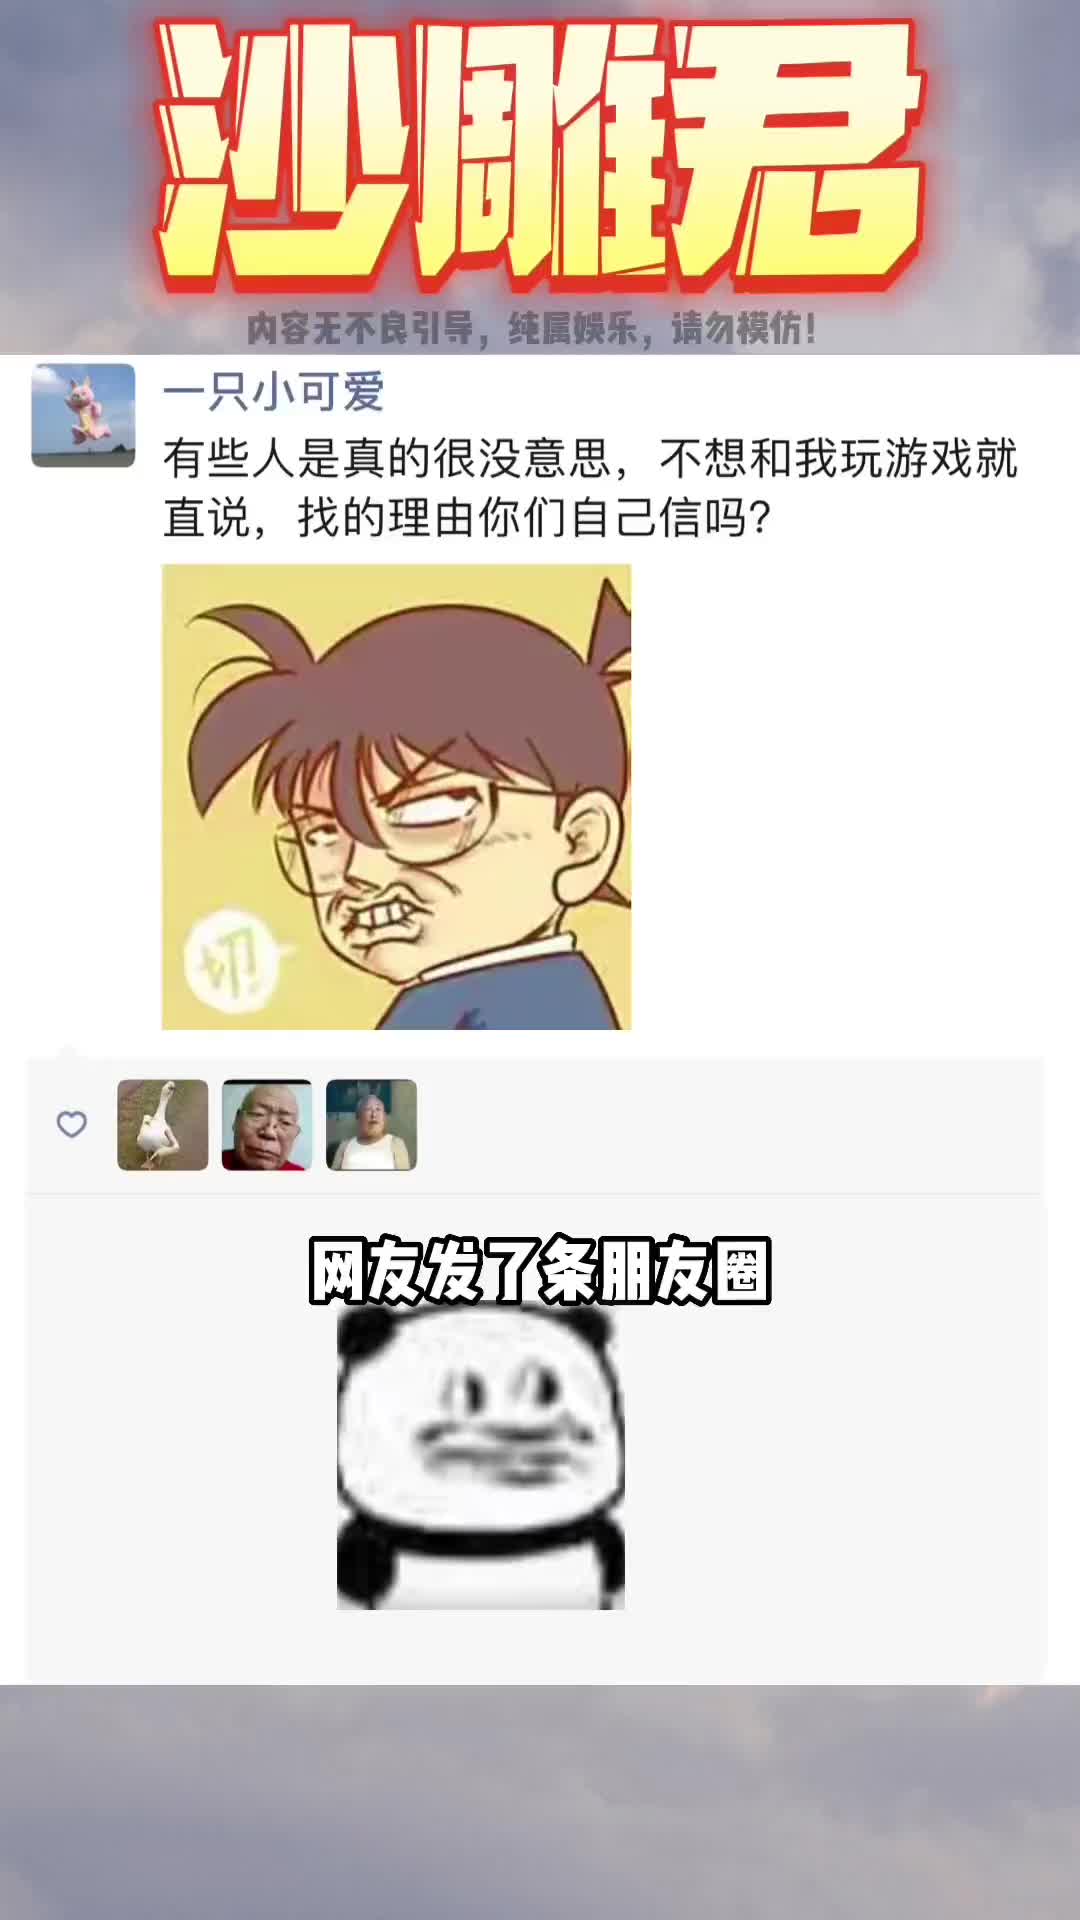 沙雕君
内容无不良引导，纯属娱乐，请勿模仿！
一只小可爱
有些人是真的很没意思，不想和我玩游戏就
直说，找的理由你们自己信吗？
切！
网友发了条朋友圈